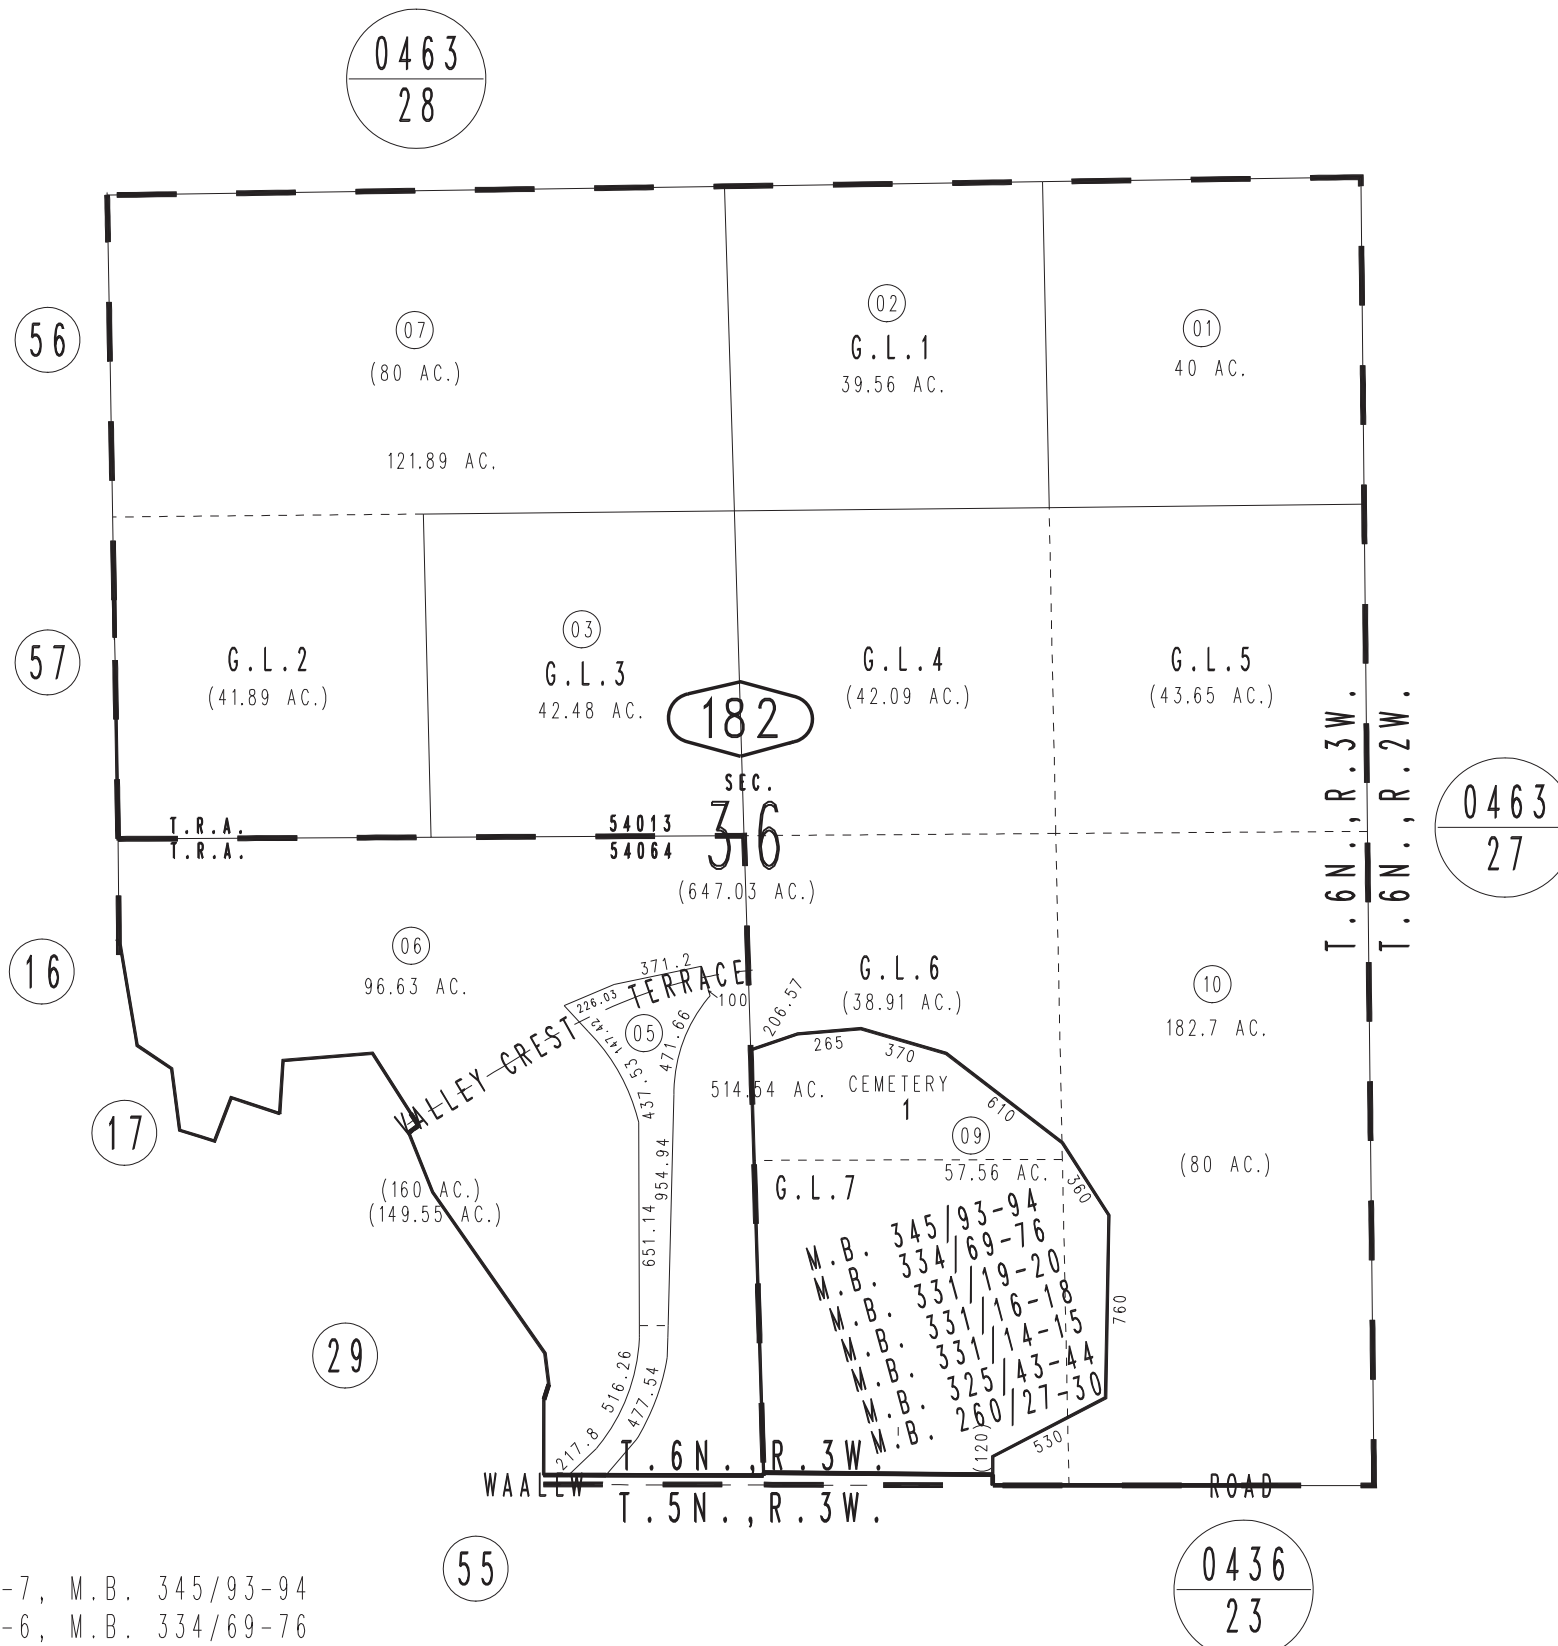 0463
28
56
07
(80 AC.)
121.89 AC.
02
G.L.1
39.56 AC.
01
40 AC.
57
G.L.2
(41.89 AC.)
03
G.L.3
42.48 AC.
G.L.4
(42.09 AC.)
G.L.5
(43.65 AC.)
182
SEC.
36
(647.03 AC.)
T.R.A.
54013
T.R.A.
54064
T.6N.,R.3W.
T.6N.,R.2W.
0463
27
16
06
96.63 AC.
371.2
226.03
VALLEY CREST TERRACE
100
147.42
05
471.66
437.53
206.57
G.L.6
(38.91 AC.)
10
182.7 AC.
265
370
514.54 AC.
CEMETERY
1
610
09
57.56 AC.
360
(80 AC.)
17
(160 AC.)
(149.55 AC.)
954.94
651.14
G.L.7
M.B. 345/93-94
M.B. 334/69-76
M.B. 331/19-20
M.B. 331/16-18
M.B. 331/14-15
M.B. 325/43-44
M.B. 260/27-30
760
29
516.26
477.54
217.8
(120)
530
T.6N.,R.3W.
WAALEW
ROAD
T.5N.,R.3W.
55
0436
23
-7, M.B. 345/93-94
-6, M.B. 334/69-76